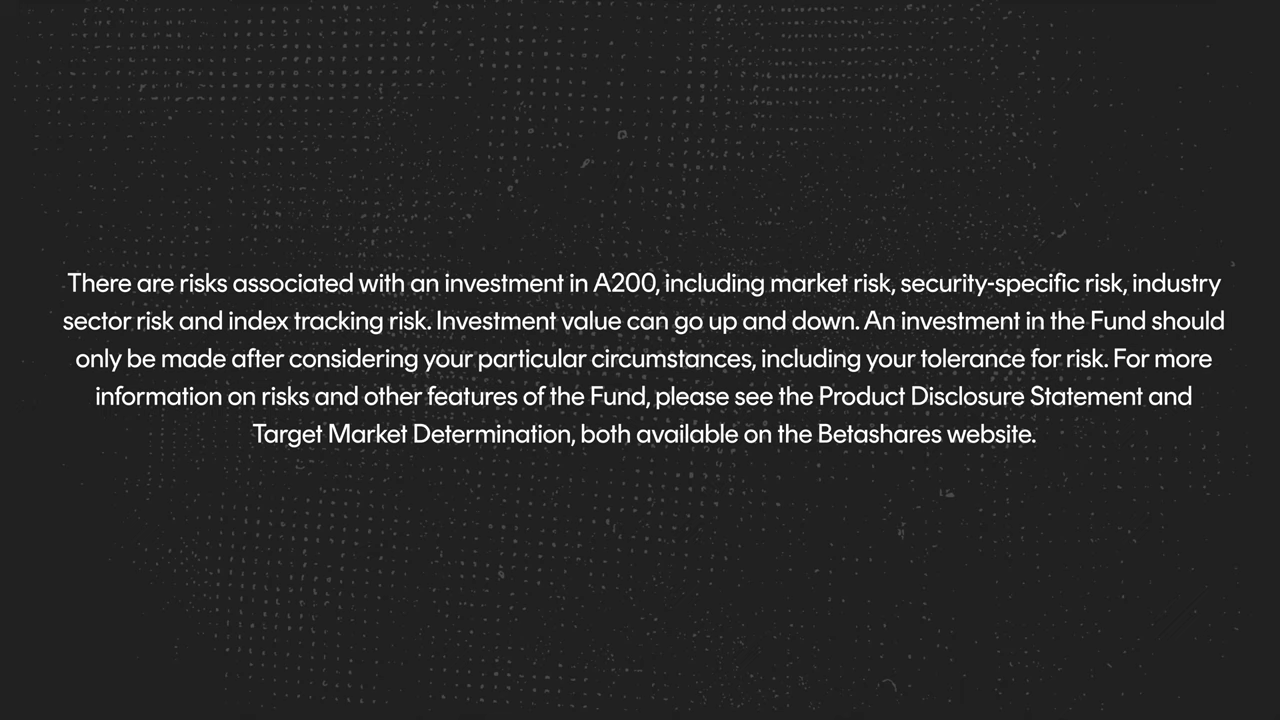 There are risks associated with an investment in A200, including market risk, security-specific risk, industry
sector risk and index tracking risk. Investment value can go up and down. An investment in the Fund should
only be made after considering your particular circumstances, including your tolerance for risk. For more
information on risks and other features of the Fund, please see the Product Disclosure Statement and
Target Market Determination, both available on the Betashares website.